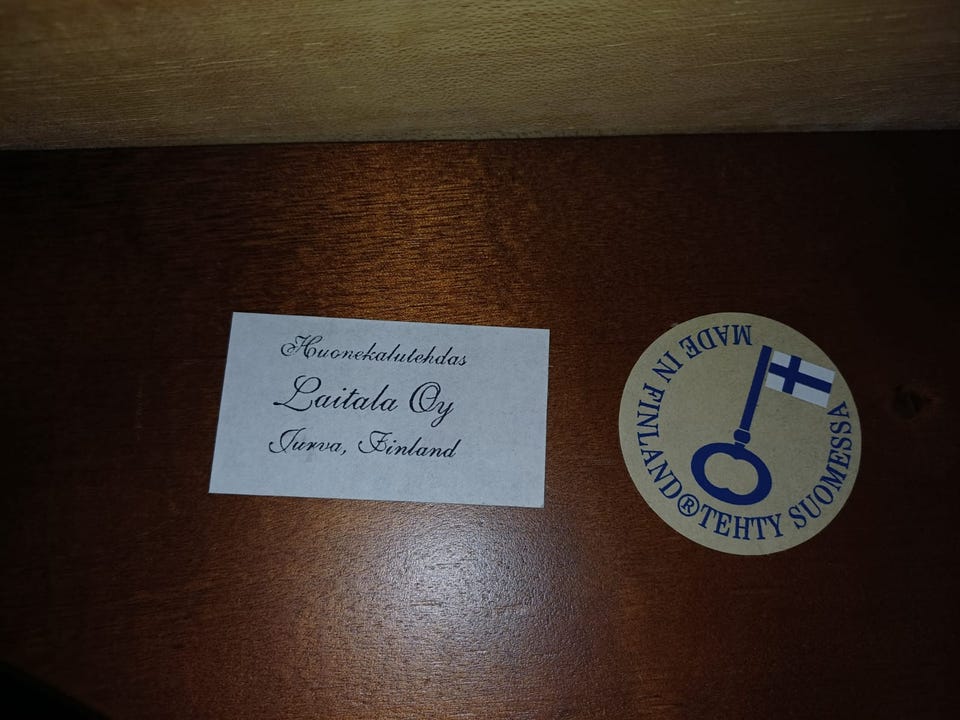 Huonekalutehdas
Laitala Oy
Jurva, Finland
MADE IN FINLAND® TEHTY SUOMESSA